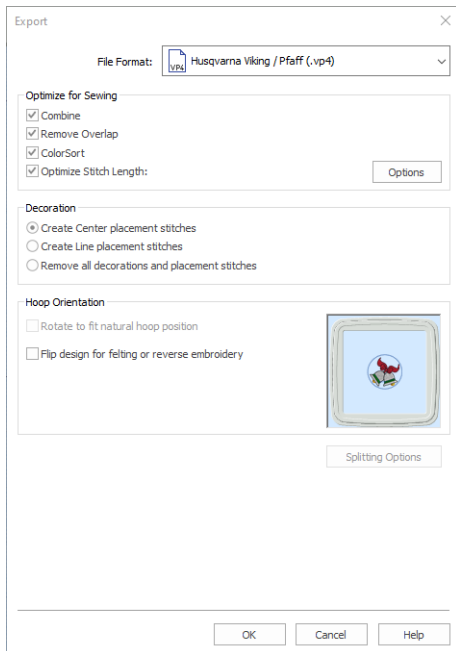 Export
File Format:
VP4
Husqvarna Viking / Pfaff (.vp4)
Optimize for Sewing
Combine
Remove Overlap
ColorSort
Optimize Stitch Length:
Options
Decoration
Create Center placement stitches
Create Line placement stitches
Remove all decorations and placement stitches
Hoop Orientation
Rotate to fit natural hoop position
Flip design for felting or reverse embroidery
Splitting Options
OK
Cancel
Help